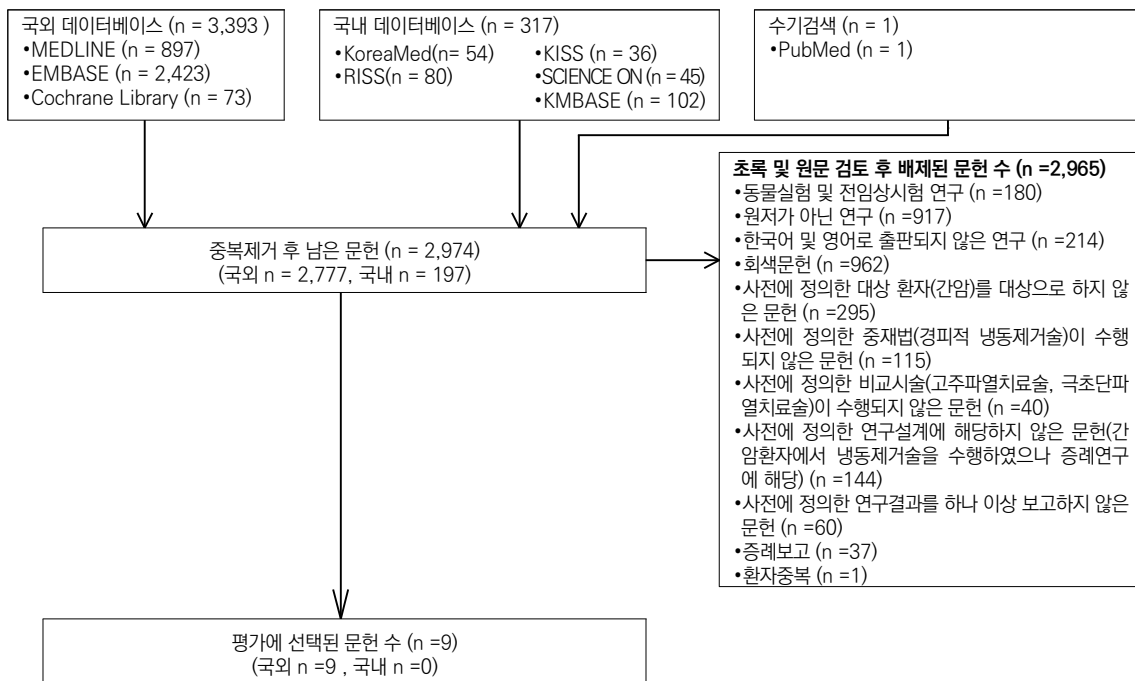 국외 데이터베이스 (n = 3,393 )
•MEDLINE (n = 897)
•EMBASE (n = 2,423)
•Cochrane Library (n = 73)
국내 데이터베이스 (n = 317)
•KoreaMed(n= 54) •KISS (n = 36)
•RISS(n = 80) •SCIENCE ON (n = 45)
•KMBASE (n = 102)
수기검색 (n = 1)
•PubMed (n = 1)
중복제거 후 남은 문헌 (n = 2,974)
(국외 n = 2,777, 국내 n = 197)
초록 및 원문 검토 후 배제된 문헌 수 (n =2,965)
•동물실험 및 전임상시험 연구 (n =180)
•원저가 아닌 연구 (n =917)
•한국어 및 영어로 출판되지 않은 연구 (n =214)
•회색문헌 (n =962)
•사전에 정의한 대상 환자(간암)를 대상으로 하지 않
은 문헌 (n =295)
•사전에 정의한 중재법(경피적 냉동제거술)이 수행
되지 않은 문헌 (n =115)
•사전에 정의한 비교시술(고주파열치료술, 극초단파
열치료술)이 수행되지 않은 문헌 (n =40)
•사전에 정의한 연구설계에 해당하지 않은 문헌(간
암환자에서 냉동제거술을 수행하였으나 증례연구
에 해당) (n =144)
•사전에 정의한 연구결과를 하나 이상 보고하지 않은
문헌 (n =60)
•증례보고 (n =37)
•환자중복 (n =1)
평가에 선택된 문헌 수 (n =9)
(국외 n =9 , 국내 n =0)